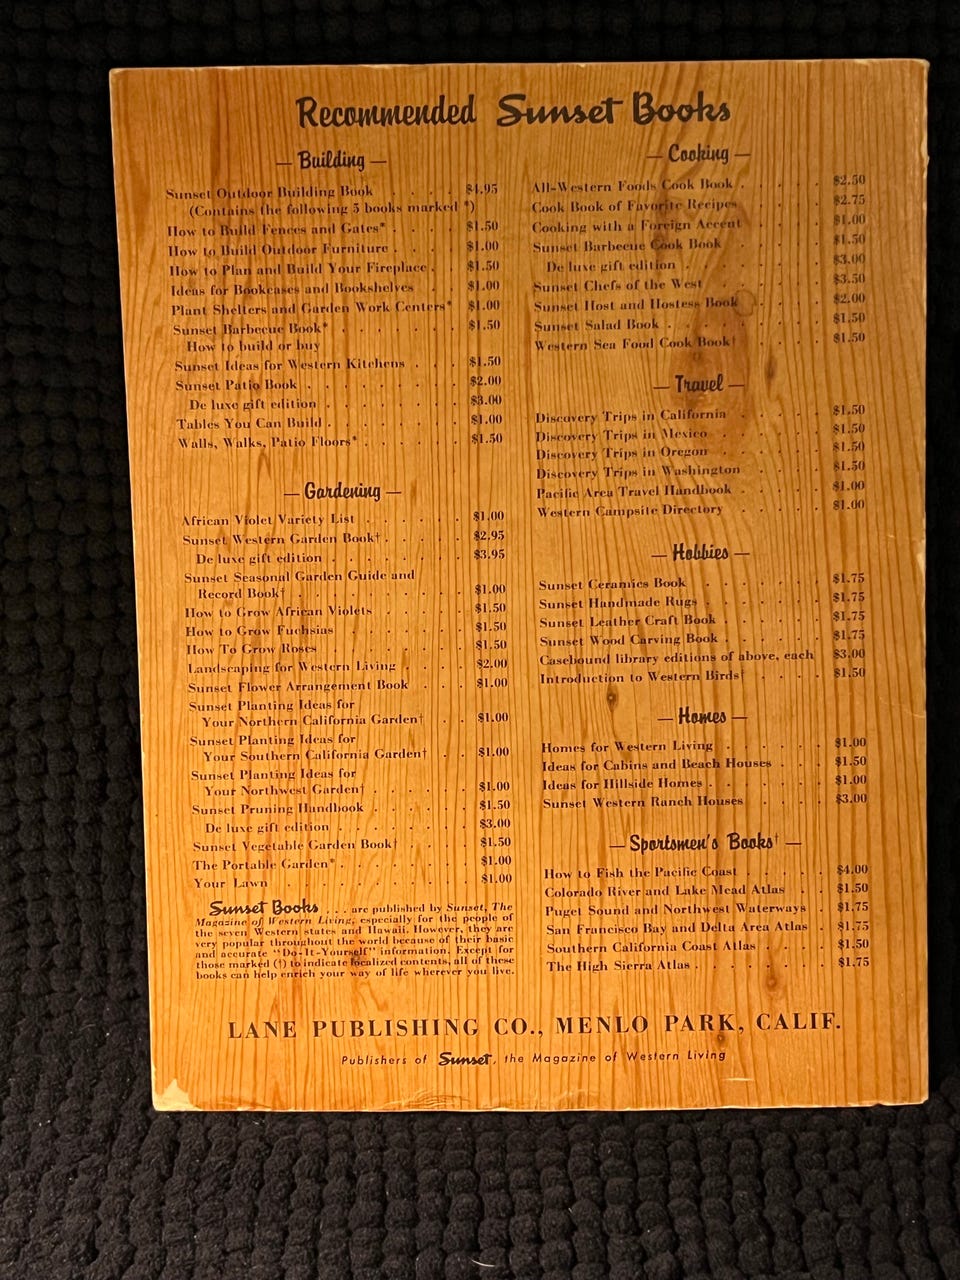 Recommended Sunset Books
— Building —
Sunset Outdoor Building Book . . . . $4.95
(Contains the following 5 books marked *)
How to Build Fences and Gates* . . . . $1.50
How to Build Outdoor Furniture . . . . $1.00
How to Plan and Build Your Fireplace . . $1.50
Ideas for Bookcases and Bookshelves . . $1.00
Plant Shelters and Garden Work Centers* $1.00
Sunset Barbecue Book* . . . . . . . $1.50
How to build or buy
Sunset Ideas for Western Kitchens . . . $1.50
Sunset Patio Book . . . . . . . . $2.00
De luxe gift edition . . . . . . . $3.00
Tables You Can Build . . . . . . . $1.00
Walls, Walks, Patio Floors* . . . . . $1.50
— Gardening —
African Violet Variety List . . . . . $1.00
Sunset Western Garden Book† . . . . $2.95
De luxe gift edition . . . . . . . $3.95
Sunset Seasonal Garden Guide and
Record Book† . . . . . . . . $1.00
How to Grow African Violets . . . . $1.50
How to Grow Fuchsias . . . . . . $1.50
How To Grow Roses . . . . . . . $1.50
Landscaping for Western Living . . . . $2.00
Sunset Flower Arrangement Book . . . $1.00
Sunset Planting Ideas for
Your Northern California Garden† . . $1.00
Sunset Planting Ideas for
Your Southern California Garden† . . $1.00
Sunset Planting Ideas for
Your Northwest Garden† . . . . . $1.00
Sunset Pruning Handbook . . . . . $1.50
De luxe gift edition . . . . . . . $3.00
Sunset Vegetable Garden Book† . . . . $1.50
The Portable Garden* . . . . . . . $1.00
Your Lawn . . . . . . . . . $1.00
Sunset Books . . . are published by Sunset, The
Magazine of Western Living, especially for the people of
the seven Western states and Hawaii. However, they are
very popular throughout the world because of their basic
and accurate "Do-It-Yourself" information. Except for
those marked (†) to indicate localized contents, all of these
books can help enrich your way of life wherever you live.
— Cooking —
All-Western Foods Cook Book . . . . . $2.50
Cook Book of Favorite Recipes . . . . $2.75
Cooking with a Foreign Accent . . . . $1.00
Sunset Barbecue Cook Book . . . . . $1.50
De luxe gift edition . . . . . . . $3.00
Sunset Chefs of the West . . . . . . $3.50
Sunset Host and Hostess Book . . . . $2.00
Sunset Salad Book . . . . . . . . $1.50
Western Sea Food Cook Book† . . . . $1.50
— Travel —
Discovery Trips in California . . . . . $1.50
Discovery Trips in Mexico . . . . . . $1.50
Discovery Trips in Oregon . . . . . . $1.50
Discovery Trips in Washington . . . . $1.50
Pacific Area Travel Handbook . . . . . $1.00
Western Campsite Directory . . . . . $1.00
— Hobbies —
Sunset Ceramics Book . . . . . . $1.75
Sunset Handmade Rugs . . . . . . . $1.75
Sunset Leather Craft Book . . . . . . $1.75
Sunset Wood Carving Book . . . . . . $1.75
Casebound library editions of above, each $3.00
Introduction to Western Birds† . . . . $1.50
— Homes —
Homes for Western Living . . . . . . $1.00
Ideas for Cabins and Beach Houses . . . $1.50
Ideas for Hillside Homes . . . . . . . $1.00
Sunset Western Ranch Houses . . . . $3.00
— Sportsmen's Books† —
How to Fish the Pacific Coast . . . . . $4.00
Colorado River and Lake Mead Atlas . . $1.50
Puget Sound and Northwest Waterways . $1.75
San Francisco Bay and Delta Area Atlas . $1.75
Southern California Coast Atlas . . . . $1.50
The High Sierra Atlas . . . . . . . . $1.75
LANE PUBLISHING CO., MENLO PARK, CALIF.
Publishers of Sunset, the Magazine of Western Living